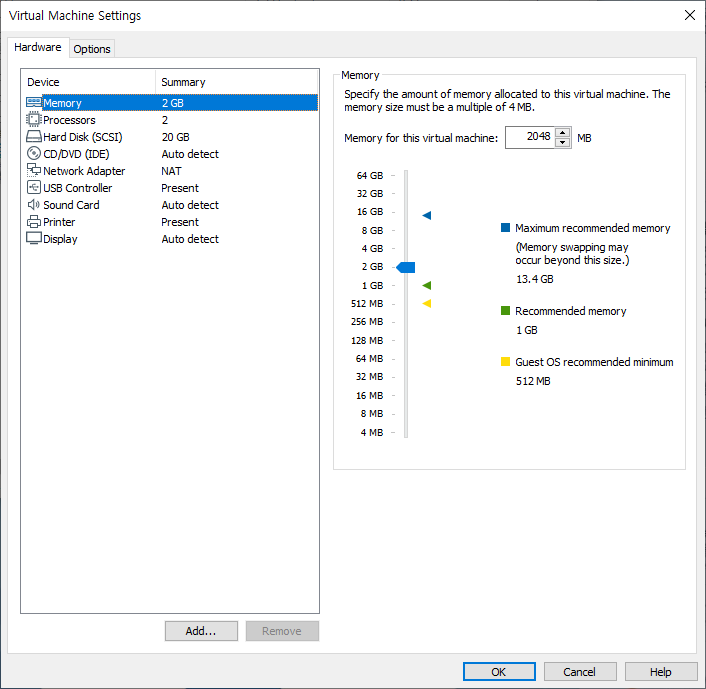 Virtual Machine Settings
Hardware
Options
Device Summary
Memory 2 GB
Processors 2
Hard Disk (SCSI) 20 GB
CD/DVD (IDE) Auto detect
Network Adapter NAT
USB Controller Present
Sound Card Auto detect
Printer Present
Display Auto detect
Add...
Remove
Memory
Specify the amount of memory allocated to this virtual machine. The
memory size must be a multiple of 4 MB.
Memory for this virtual machine: 2048 MB
64 GB
32 GB
16 GB
8 GB
4 GB
2 GB
1 GB
512 MB
256 MB
128 MB
64 MB
32 MB
16 MB
8 MB
4 MB
Maximum recommended memory
(Memory swapping may
occur beyond this size.)
13.4 GB
Recommended memory
1 GB
Guest OS recommended minimum
512 MB
OK
Cancel
Help